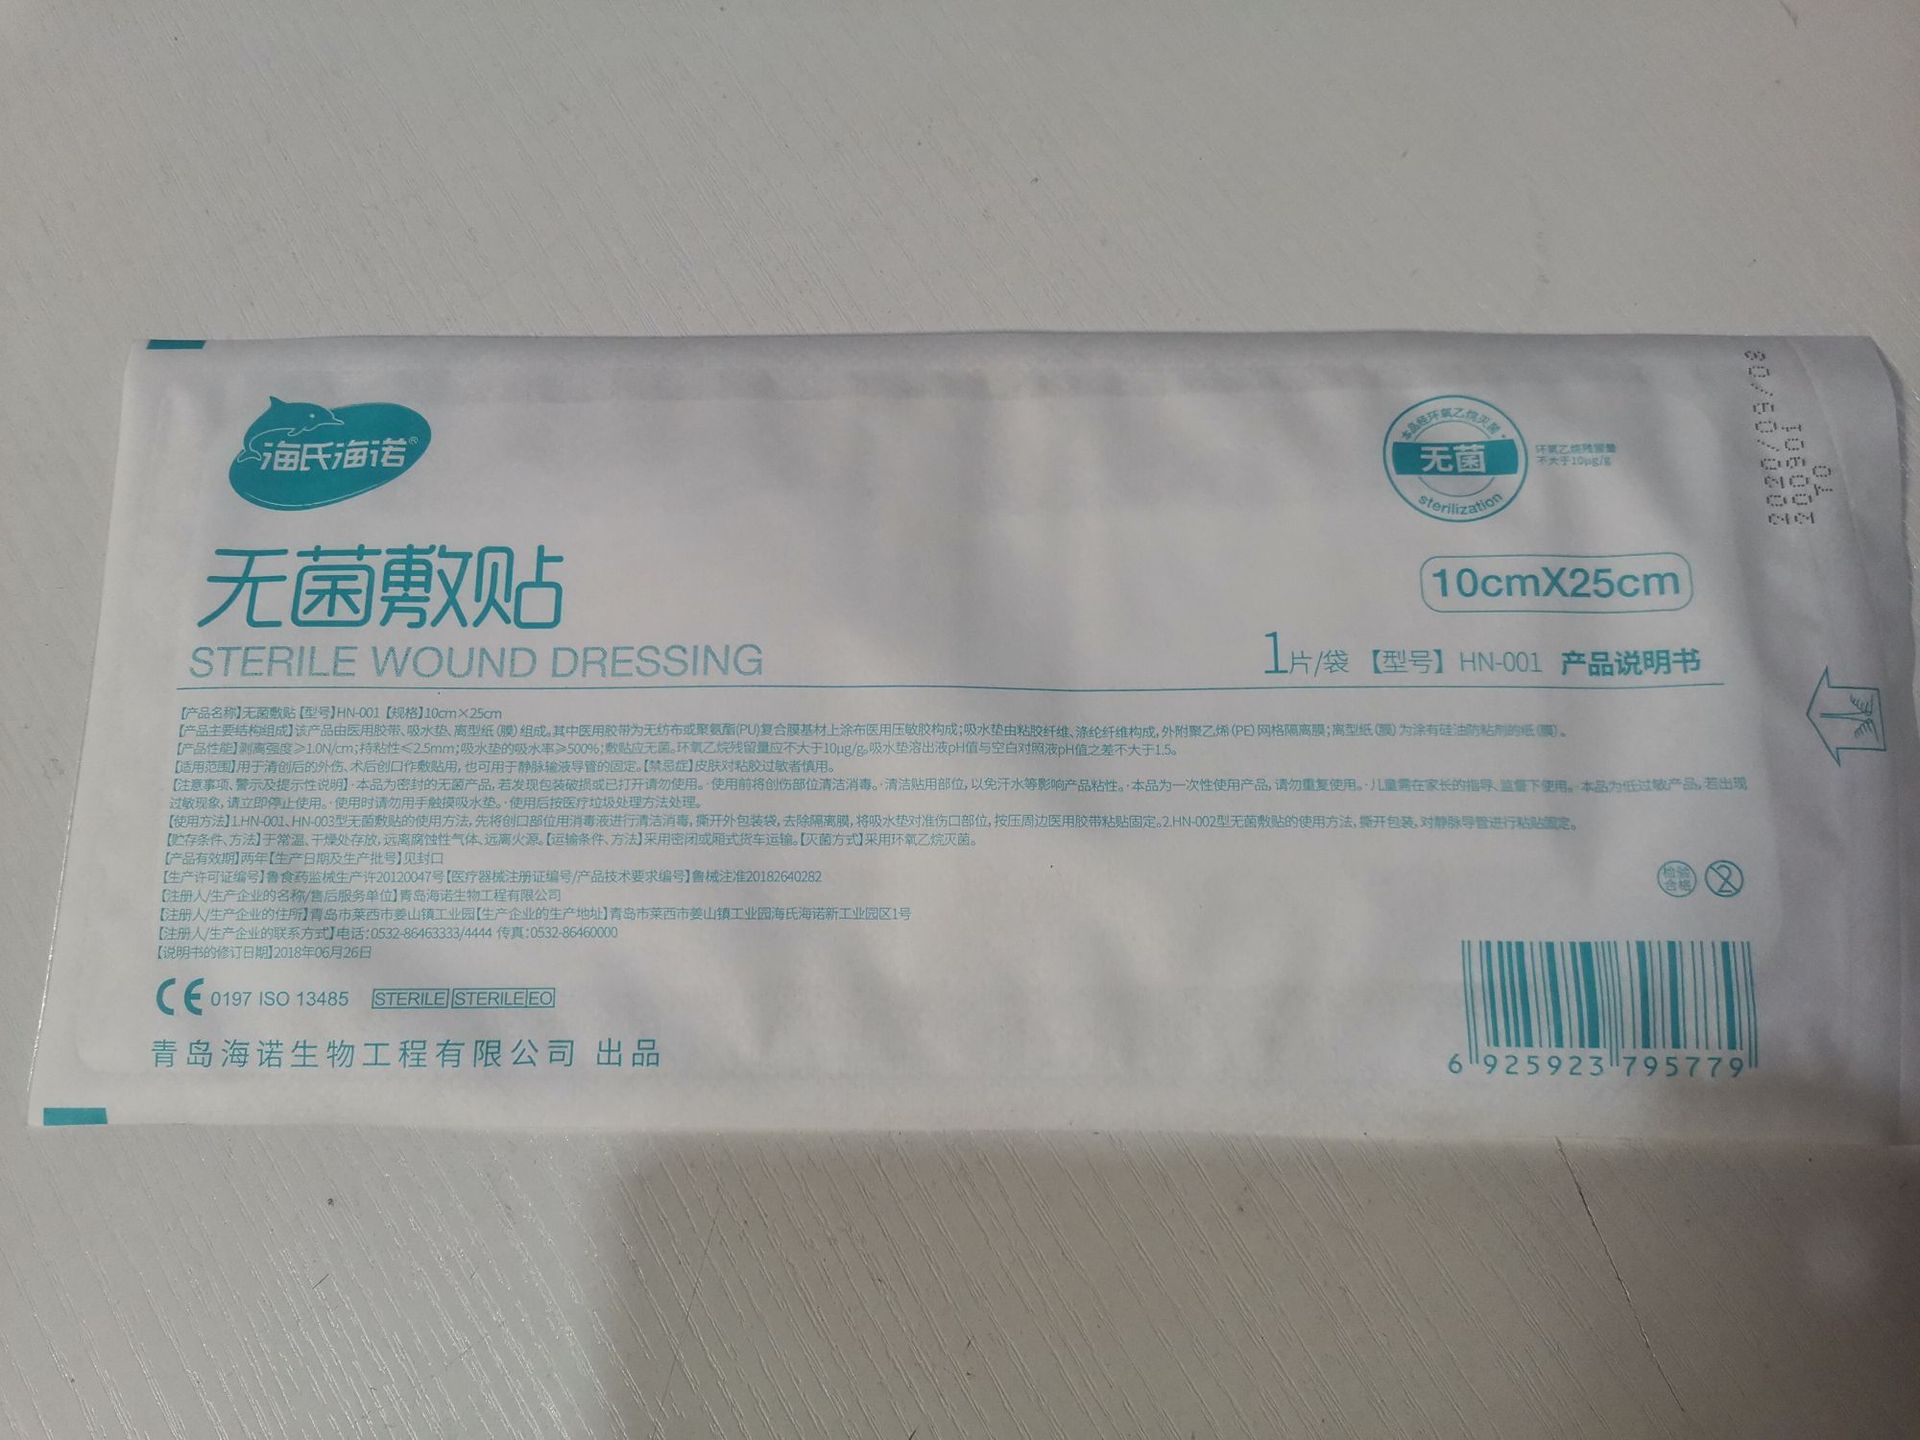 海氏海诺®
本品经环氧乙烷灭菌
无菌
sterilization
环氧乙烷残留量
不大于10μg/g
2020/09/08
200901
01
无菌敷贴
STERILE WOUND DRESSING
10cmX25cm
1片/袋 【型号】HN-001 产品说明书
【产品名称】无菌敷贴【型号】HN-001【规格】10cm×25cm
【产品主要结构组成】该产品由医用胶带、吸水垫、离型纸(膜)组成。其中医用胶带为无纺布或聚氨酯(PU)复合膜基材上涂布医用压敏胶构成;吸水垫由粘胶纤维、涤纶纤维构成,外附聚乙烯(PE)网格隔离膜;离型纸(膜)为涂有硅油防粘剂的纸(膜)。
【产品性能】剥离强度≥1.0N/cm;持粘性≤2.5mm;吸水垫的吸水率≥500%;敷贴应无菌。环氧乙烷残留量应不大于10μg/g。吸水垫溶出液pH值与空白对照液pH值之差不大于1.5。
【适用范围】用于清创后的外伤、术后创口作敷贴用,也可用于静脉输液导管的固定。【禁忌症】皮肤对粘胶过敏者慎用。
【注意事项、警示及提示性说明】·本品为密封的无菌产品,若发现包装破损或已打开请勿使用。·使用前将创伤部位清洁消毒。·清洁贴用部位,以免汗水等影响产品粘性。·本品为一次性使用产品,请勿重复使用。·儿童需在家长的指导、监督下使用。·本品为低过敏产品,若出现
过敏现象,请立即停止使用。·使用时请勿用手触摸吸水垫。·使用后按医疗垃圾处理方法处理。
【使用方法】1.HN-001、HN-003型无菌敷贴的使用方法,先将创口部位用消毒液进行清洁消毒,撕开外包装袋,去除隔离膜,将吸水垫对准伤口部位,按压周边医用胶带粘贴固定。2.HN-002型无菌敷贴的使用方法,撕开包装,对静脉导管进行粘贴固定。
【贮存条件、方法】于常温、干燥处存放,远离腐蚀性气体、远离火源。【运输条件、方法】采用密闭或厢式货车运输。【灭菌方式】采用环氧乙烷灭菌。
【产品有效期】两年【生产日期及生产批号】见封口
【生产许可证编号】鲁食药监械生产许20120047号【医疗器械注册证编号/产品技术要求编号】鲁械注准20182640282
【注册人/生产企业的名称/售后服务单位】青岛海诺生物工程有限公司
【注册人/生产企业的住所】青岛市莱西市姜山镇工业园【生产企业的生产地址】青岛市莱西市姜山镇工业园海氏海诺新工业园区1号
【注册人/生产企业的联系方式】电话:0532-86463333/4444 传真:0532-86460000
【说明书的修订日期】2018年06月26日
检验
合格
2
CE 0197 ISO 13485 STERILE STERILE EO
青岛海诺生物工程有限公司 出品
6 925923 795779